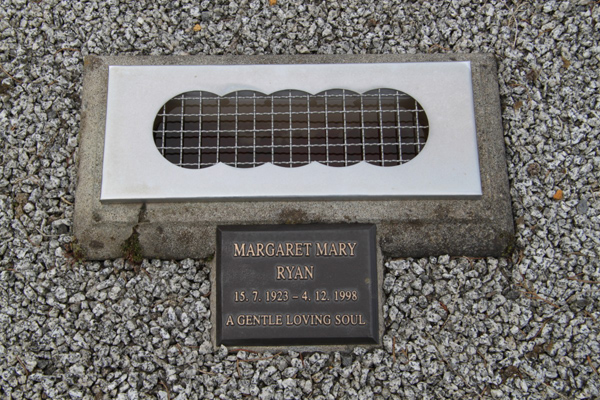 MARGARET MARY
RYAN
15. 7. 1923 – 4. 12. 1998
A GENTLE LOVING SOUL